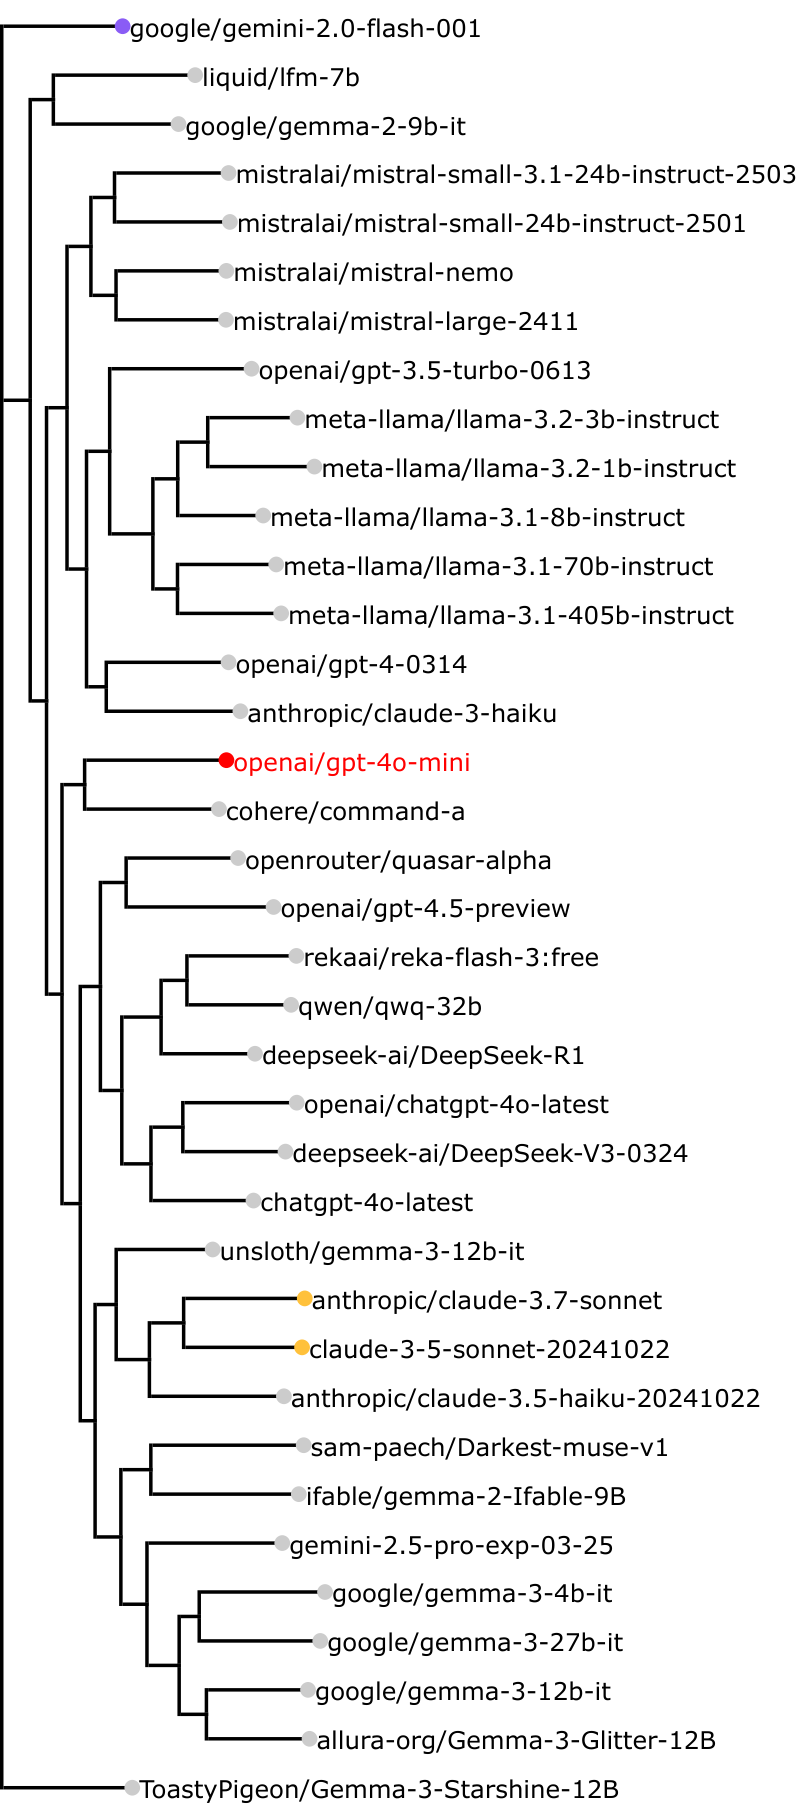 google/gemini-2.0-flash-001
liquid/lfm-7b
google/gemma-2-9b-it
mistralai/mistral-small-3.1-24b-instruct-2503
mistralai/mistral-small-24b-instruct-2501
mistralai/mistral-nemo
mistralai/mistral-large-2411
openai/gpt-3.5-turbo-0613
meta-llama/llama-3.2-3b-instruct
meta-llama/llama-3.2-1b-instruct
meta-llama/llama-3.1-8b-instruct
meta-llama/llama-3.1-70b-instruct
meta-llama/llama-3.1-405b-instruct
openai/gpt-4-0314
anthropic/claude-3-haiku
openai/gpt-4o-mini
cohere/command-a
openrouter/quasar-alpha
openai/gpt-4.5-preview
rekaai/reka-flash-3:free
qwen/qwq-32b
deepseek-ai/DeepSeek-R1
openai/chatgpt-4o-latest
deepseek-ai/DeepSeek-V3-0324
chatgpt-4o-latest
unsloth/gemma-3-12b-it
anthropic/claude-3.7-sonnet
claude-3-5-sonnet-20241022
anthropic/claude-3.5-haiku-20241022
sam-paech/Darkest-muse-v1
ifable/gemma-2-Ifable-9B
gemini-2.5-pro-exp-03-25
google/gemma-3-4b-it
google/gemma-3-27b-it
google/gemma-3-12b-it
allura-org/Gemma-3-Glitter-12B
ToastyPigeon/Gemma-3-Starshine-12B